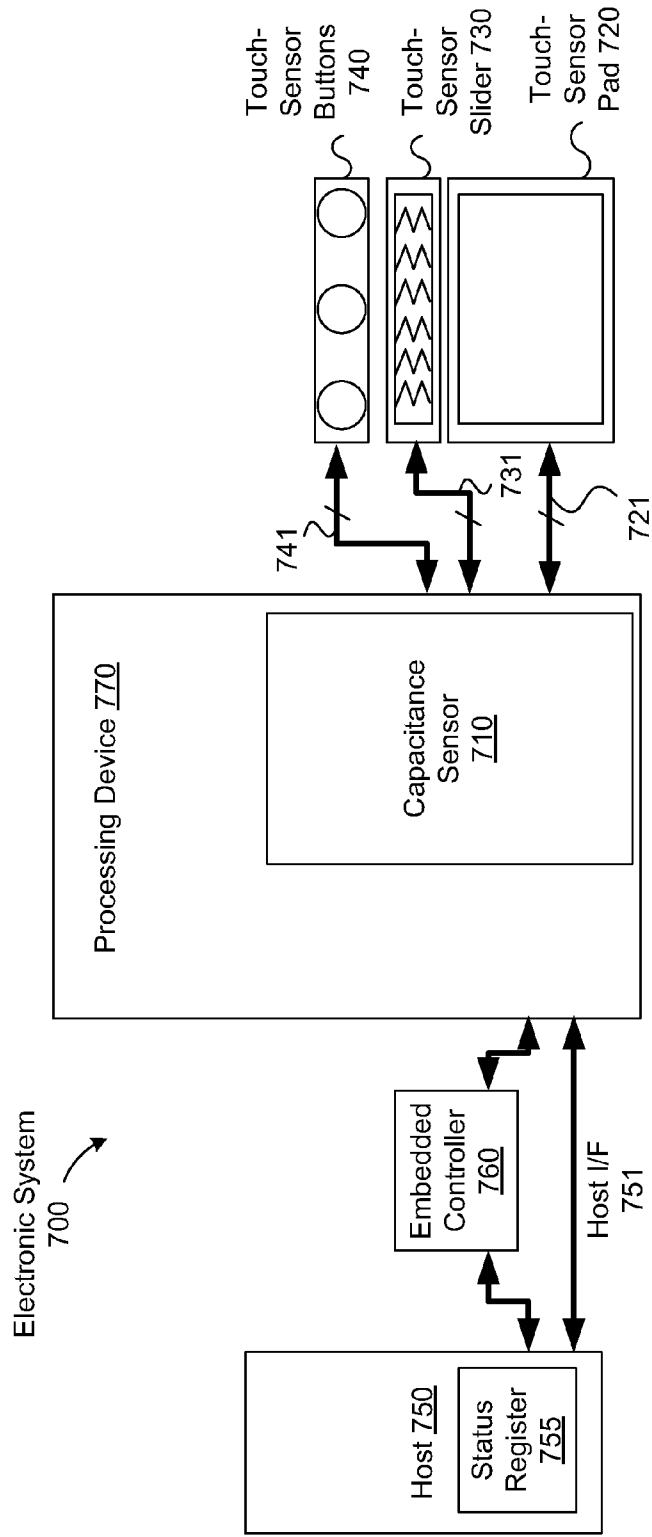 Electronic System
700
Host 750
Status
Register
755
Embedded
Controller
760
Host I/F
751
Processing Device 770
Capacitance
Sensor
710
741
731
721
Touch-
Sensor
Buttons
740
Touch-
Sensor
Slider 730
Touch-
Sensor
Pad 720